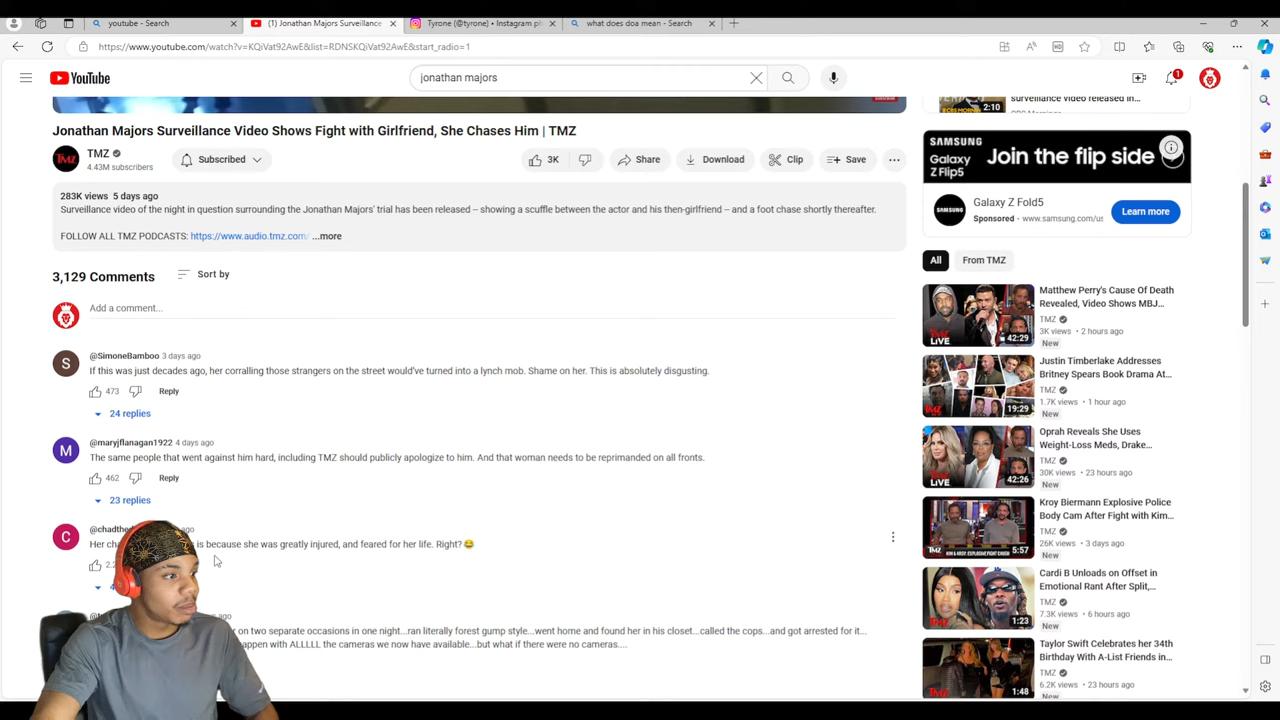 youtube - Search
(1) Jonathan Majors Surveillance
Tyrone (@tyrone) • Instagram ph
what does doa mean - Search
https://www.youtube.com/watch?v=KQiVat92AwE&list=RDNSKQiVat92AwE&start_radio=1
YouTube
jonathan majors
1
Jonathan Majors Surveillance Video Shows Fight with Girlfriend, She Chases Him | TMZ
TMZ
4.43M subscribers
Subscribed
3K
Share
Download
Clip
Save
283K views 5 days ago
Surveillance video of the night in question surrounding the Jonathan Majors' trial has been released – showing a scuffle between the actor and his then-girlfriend – and a foot chase shortly thereafter.
FOLLOW ALL TMZ PODCASTS: https://www.audio.tmz.com/ ...more
3,129 Comments
Sort by
Add a comment...
S
@SimoneBamboo 3 days ago
If this was just decades ago, her corralling those strangers on the street would've turned into a lynch mob. Shame on her. This is absolutely disgusting.
473
Reply
24 replies
M
@maryjflanagan1922 4 days ago
The same people that went against him hard, including TMZ should publicly apologize to him. And that woman needs to be reprimanded on all fronts.
462
Reply
23 replies
C
ago
Her is because she was greatly injured, and feared for her life. Right?😂
ago
on two separate occasions in one night...ran literally forest gump style...went home and found her in his closet...called the cops...and got arrested for it...
appen with ALLLLL the cameras we now have available...but what if there were no cameras....
2:10
surveillance video released in...
SAMSUNG
Galaxy
Z Flip5
Join the flip side
SAMSUNG
Galaxy Z Fold5
Sponsored • www.samsung.com/us
Learn more
All
From TMZ
42:29
Matthew Perry's Cause Of Death
Revealed, Video Shows MBJ...
TMZ
3K views • 2 hours ago
New
19:29
Justin Timberlake Addresses
Britney Spears Book Drama At...
TMZ
1.7K views • 1 hour ago
New
42:26
Oprah Reveals She Uses
Weight-Loss Meds, Drake...
TMZ
30K views • 23 hours ago
New
5:57
Kroy Biermann Explosive Police
Body Cam After Fight with Kim...
TMZ
26K views • 3 days ago
New
1:23
Cardi B Unloads on Offset in
Emotional Rant After Split,...
TMZ
7.3K views • 6 hours ago
New
1:48
Taylor Swift Celebrates her 34th
Birthday With A-List Friends in...
TMZ
6.2K views • 23 hours ago
New